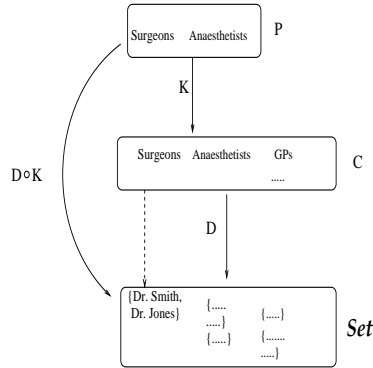 Surgeons Anaesthetists P
K
Surgeons Anaesthetists GPs
.....
C
D∘K
D
{Dr. Smith,
Dr. Jones}
{.....
.....}
{.....}
{.....}
{.......
.....}
Set